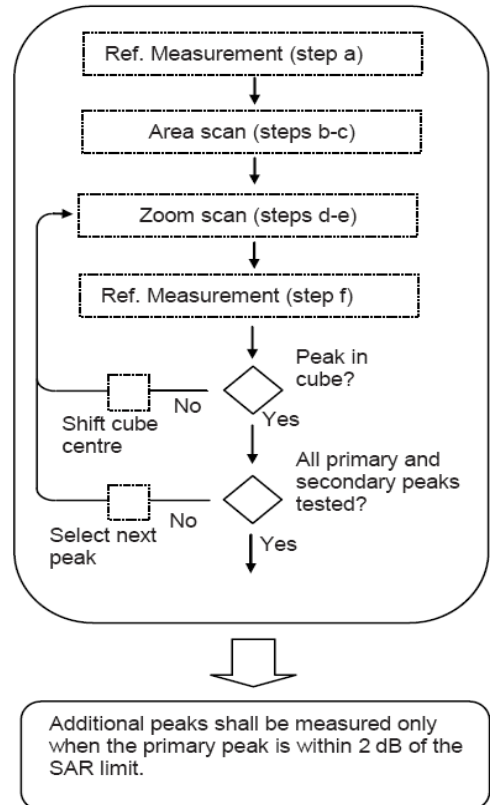 Ref. Measurement (step a)
Area scan (steps b-c)
Zoom scan (steps d-e)
Ref. Measurement (step f)
Peak in
cube?
No
Yes
Shift cube
centre
All primary and
secondary peaks
tested?
No
Yes
Select next
peak
Additional peaks shall be measured only
when the primary peak is within 2 dB of the
SAR limit.